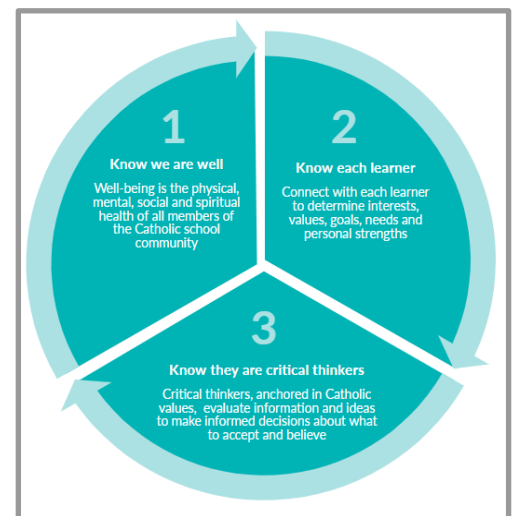 1
Know we are well
Well-being is the physical,
mental, social and spiritual
health of all members of
the Catholic school
community
2
Know each learner
Connect with each learner
to determine interests,
values, goals, needs and
personal strengths
3
Know they are critical thinkers
Critical thinkers, anchored in Catholic
values, evaluate information and ideas
to make informed decisions about what
to accept and believe